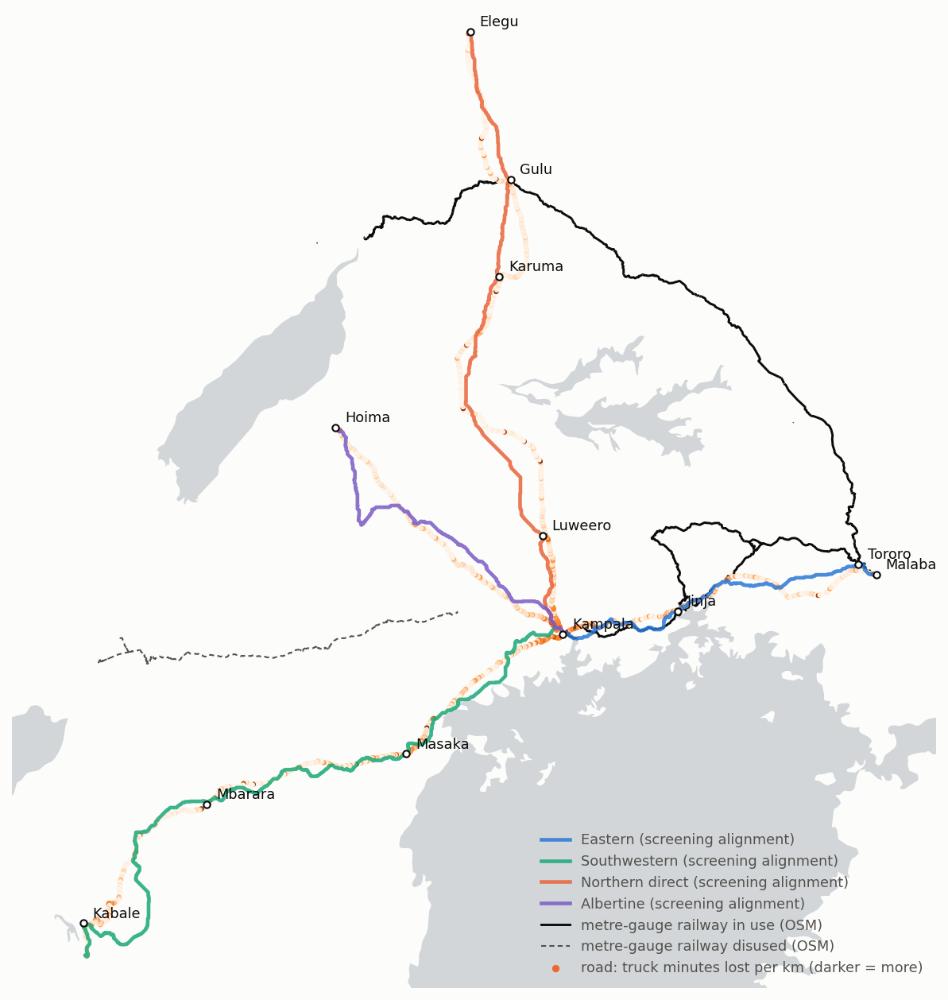 Elegu
Gulu
Karuma
Hoima
Luweero
Tororo
Malaba
Jinja
Kampala
Masaka
Mbarara
Kabale
Eastern (screening alignment)
Southwestern (screening alignment)
Northern direct (screening alignment)
Albertine (screening alignment)
metre-gauge railway in use (OSM)
metre-gauge railway disused (OSM)
road: truck minutes lost per km (darker = more)